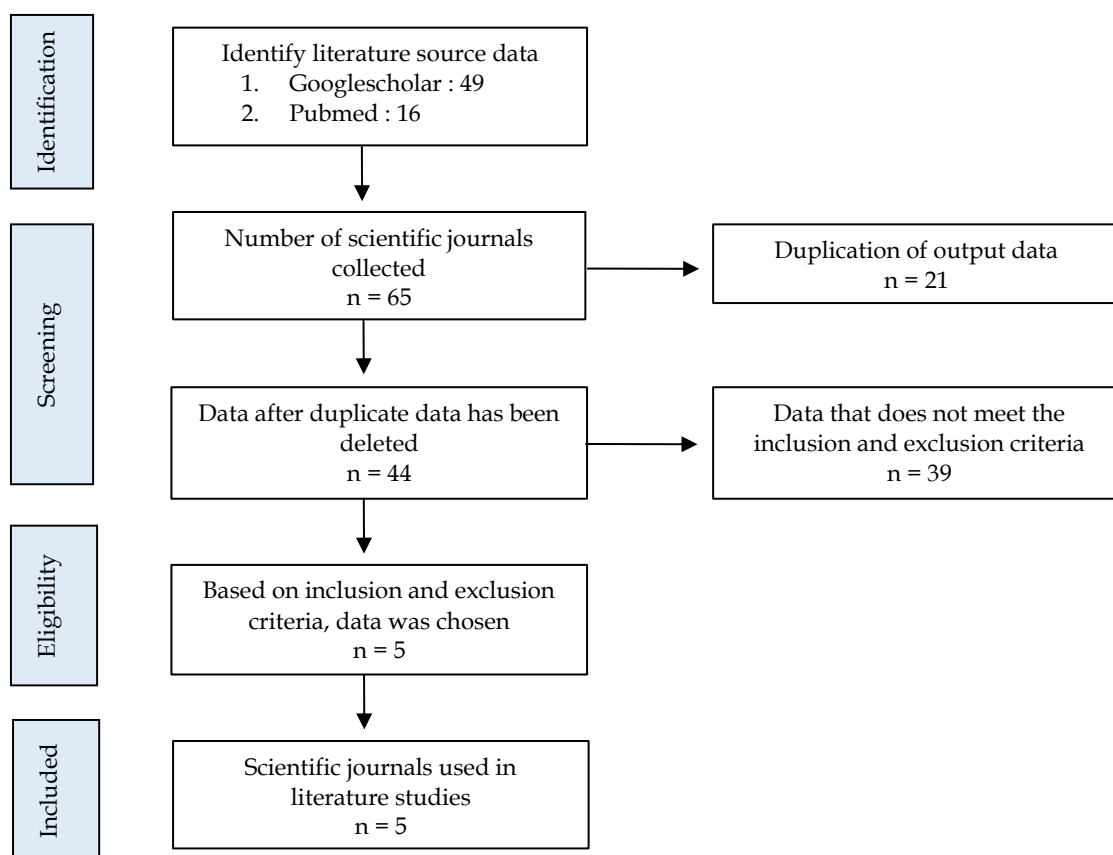 Identification
Identify literature source data
1. Googlescholar : 49
2. Pubmed : 16
Screening
Number of scientific journals
collected
n = 65
Duplication of output data
n = 21
Data after duplicate data has been
deleted
n = 44
Data that does not meet the
inclusion and exclusion criteria
n = 39
Eligibility
Based on inclusion and exclusion
criteria, data was chosen
n = 5
Included
Scientific journals used in
literature studies
n = 5